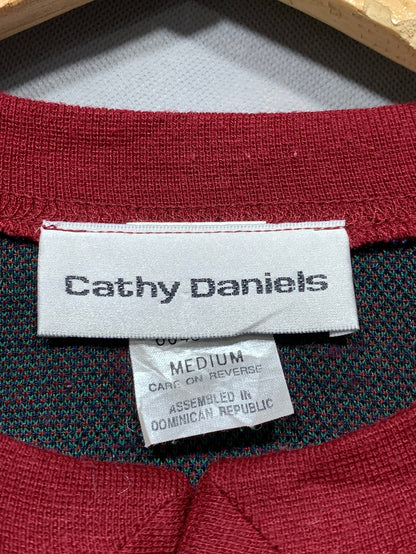 Cathy Daniels
MEDIUM
CARE ON REVERSE
ASSEMBLED IN
DOMINICAN REPUBLIC